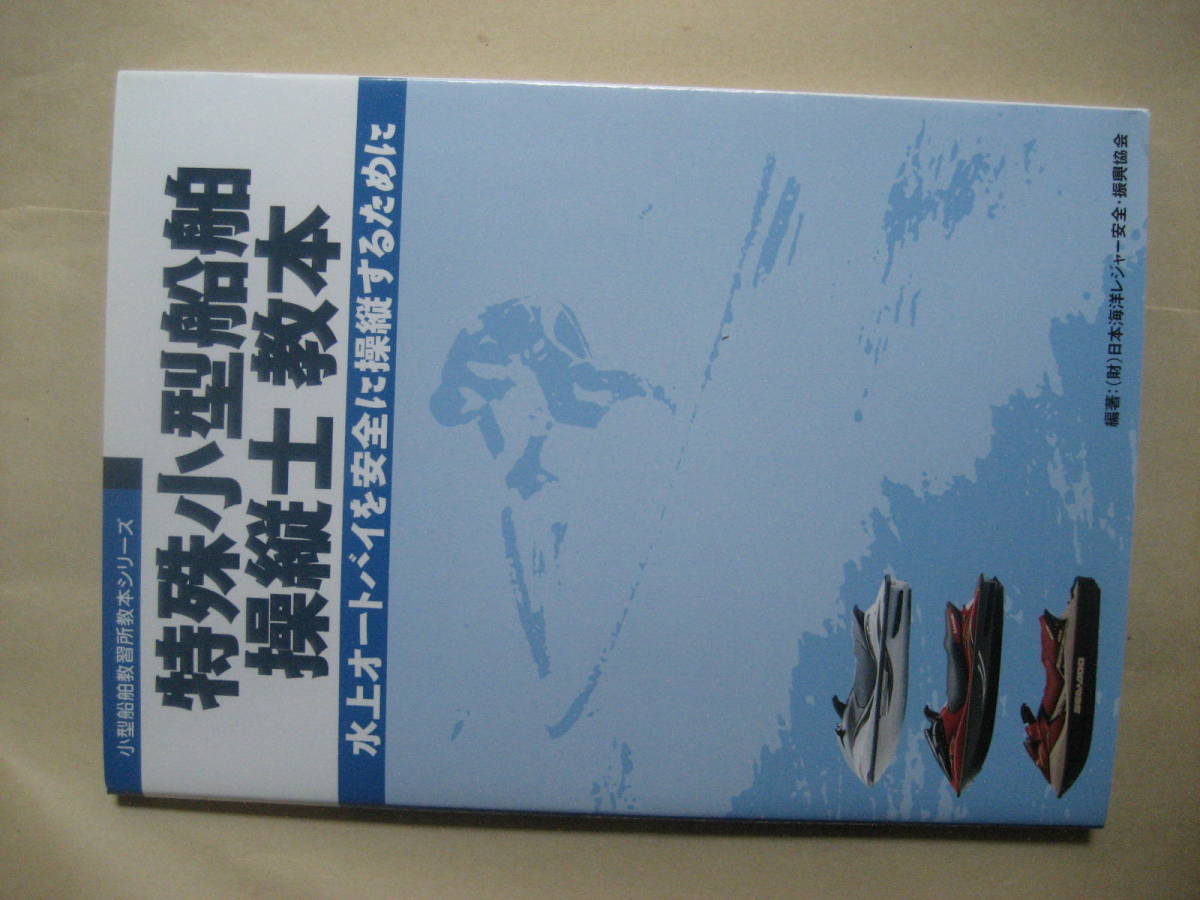 小型船舶教習所教本シリーズ
特殊小型船舶
操縦士 教本
水上オートバイを安全に操縦するために
SEA-DOO
編著：（財）日本海洋レジャー安全・振興協会